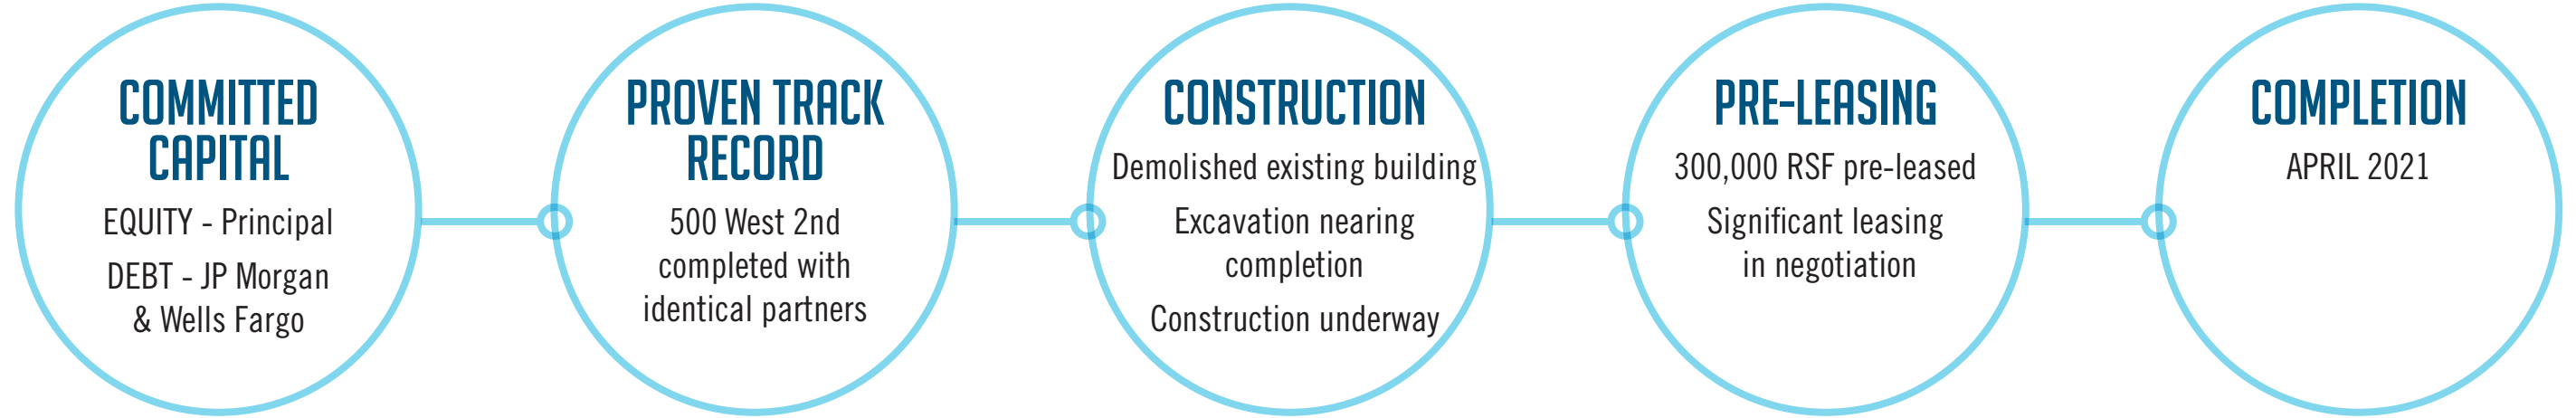 COMMITTED
CAPITAL
EQUITY - Principal
DEBT - JP Morgan
& Wells Fargo
PROVEN TRACK
RECORD
500 West 2nd
completed with
identical partners
CONSTRUCTION
Demolished existing building
Excavation nearing
completion
Construction underway
PRE-LEASING
300,000 RSF pre-leased
Significant leasing
in negotiation
COMPLETION
APRIL 2021